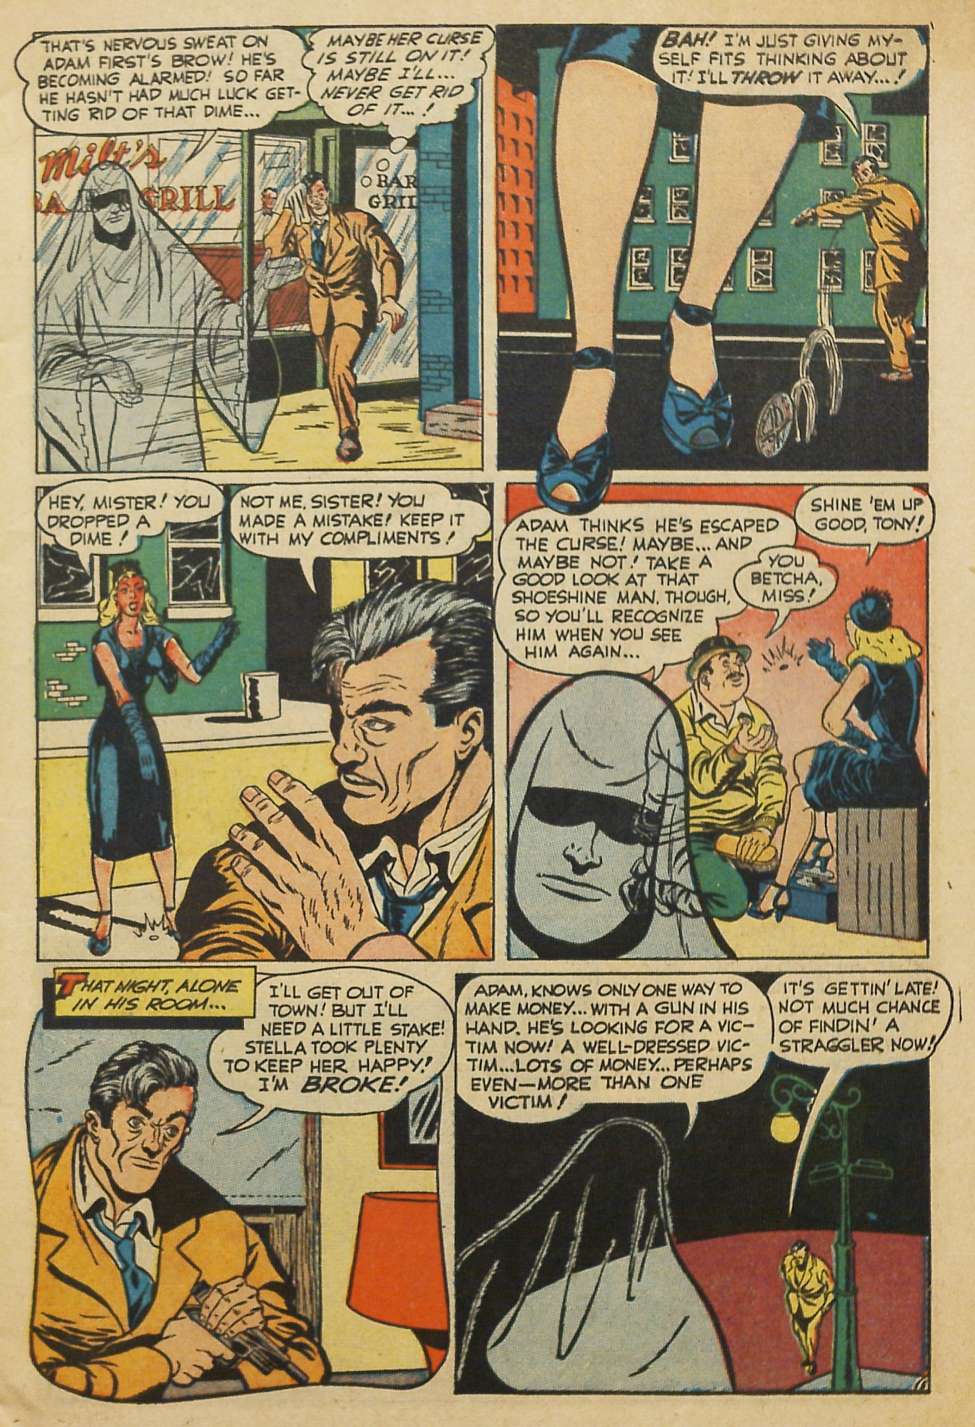 THAT'S NERVOUS SWEAT ON
ADAM FIRST'S BROW! HE'S
BECOMING ALARMED! SO FAR
HE HASN'T HAD MUCH LUCK GET-
TING RID OF THAT DIME...
MAYBE HER CURSE
IS STILL ON IT!
MAYBE I'LL...
NEVER GET RID
OF IT...!
Milt's
BA
GRILL
BAR
GRIL
BAH! I'M JUST GIVING MY-
SELF FITS THINKING ABOUT
IT! I'LL THROW IT AWAY...!
HEY, MISTER! YOU
DROPPED A
DIME!
NOT ME, SISTER! YOU
MADE A MISTAKE! KEEP IT
WITH MY COMPLIMENTS!
ADAM THINKS HE'S ESCAPED
THE CURSE! MAYBE... AND
MAYBE NOT! TAKE A
GOOD LOOK AT THAT
SHOESHINE MAN, THOUGH,
SO YOU'LL RECOGNIZE
HIM WHEN YOU SEE
HIM AGAIN...
YOU
BETCHA,
MISS!
SHINE 'EM UP
GOOD, TONY!
THAT NIGHT, ALONE
IN HIS ROOM...
I'LL GET OUT OF
TOWN! BUT I'LL
NEED A LITTLE STAKE!
STELLA TOOK PLENTY
TO KEEP HER HAPPY!
I'M BROKE!
ADAM, KNOWS ONLY ONE WAY TO
MAKE MONEY... WITH A GUN IN HIS
HAND. HE'S LOOKING FOR A VIC-
TIM NOW! A WELL-DRESSED VIC-
TIM... LOTS OF MONEY... PERHAPS
EVEN—MORE THAN ONE
VICTIM!
IT'S GETTIN' LATE!
NOT MUCH CHANCE
OF FINDIN' A
STRAGGLER NOW!